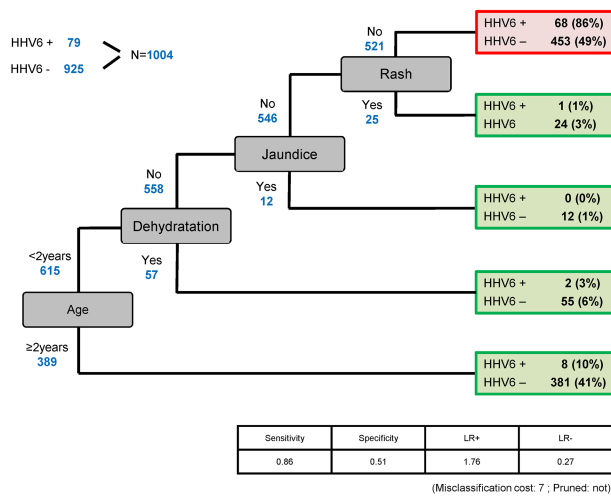 No
521
HHV6 + 68 (86%)
HHV6 – 453 (49%)
HHV6 + 79
HHV6 - 925
N=1004
Rash
No
546
Yes
25
HHV6 + 1 (1%)
HHV6 24 (3%)
Jaundice
No
558
Yes
12
HHV6 + 0 (0%)
HHV6 – 12 (1%)
Dehydratation
<2years
615
Yes
57
HHV6 + 2 (3%)
HHV6 – 55 (6%)
Age
≥2years
389
HHV6 + 8 (10%)
HHV6 – 381 (41%)
Sensitivity Specificity LR+ LR-
0.86 0.51 1.76 0.27
(Misclassification cost: 7 ; Pruned: not)